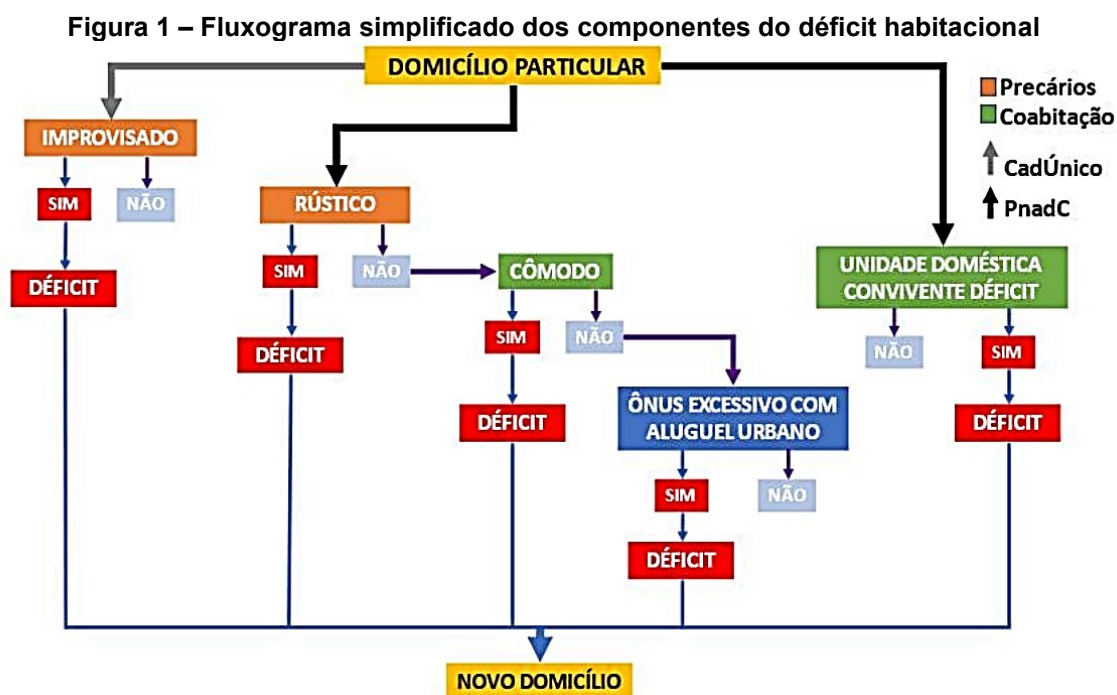 Figura 1 – Fluxograma simplificado dos componentes do déficit habitacional
DOMICÍLIO PARTICULAR
Precários
Coabitação
CadÚnico
PnadC
IMPROVISADO
SIM
NÃO
DÉFICIT
RÚSTICO
SIM
NÃO
DÉFICIT
CÔMODO
SIM
NÃO
DÉFICIT
ÔNUS EXCESSIVO COM
ALUGUEL URBANO
SIM
NÃO
DÉFICIT
UNIDADE DOMÉSTICA
CONVIVENTE DÉFICIT
NÃO
SIM
DÉFICIT
NOVO DOMICÍLIO